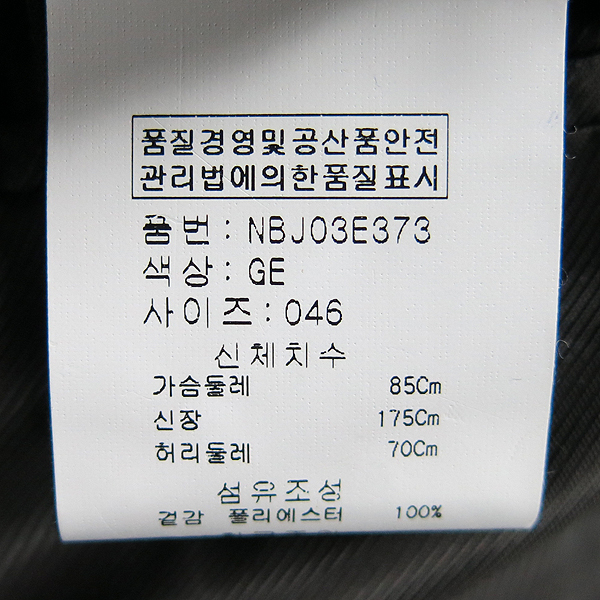 품질경영및공산품안전
관리법에의한품질표시
품 번 : NBJ03E373
색 상 : GE
사 이 즈 : 046
신 체 치 수
가슴둘레 85Cm
신장 175Cm
허리둘레 70Cm
섬 유 조 성
겉감 폴리에스터 100%